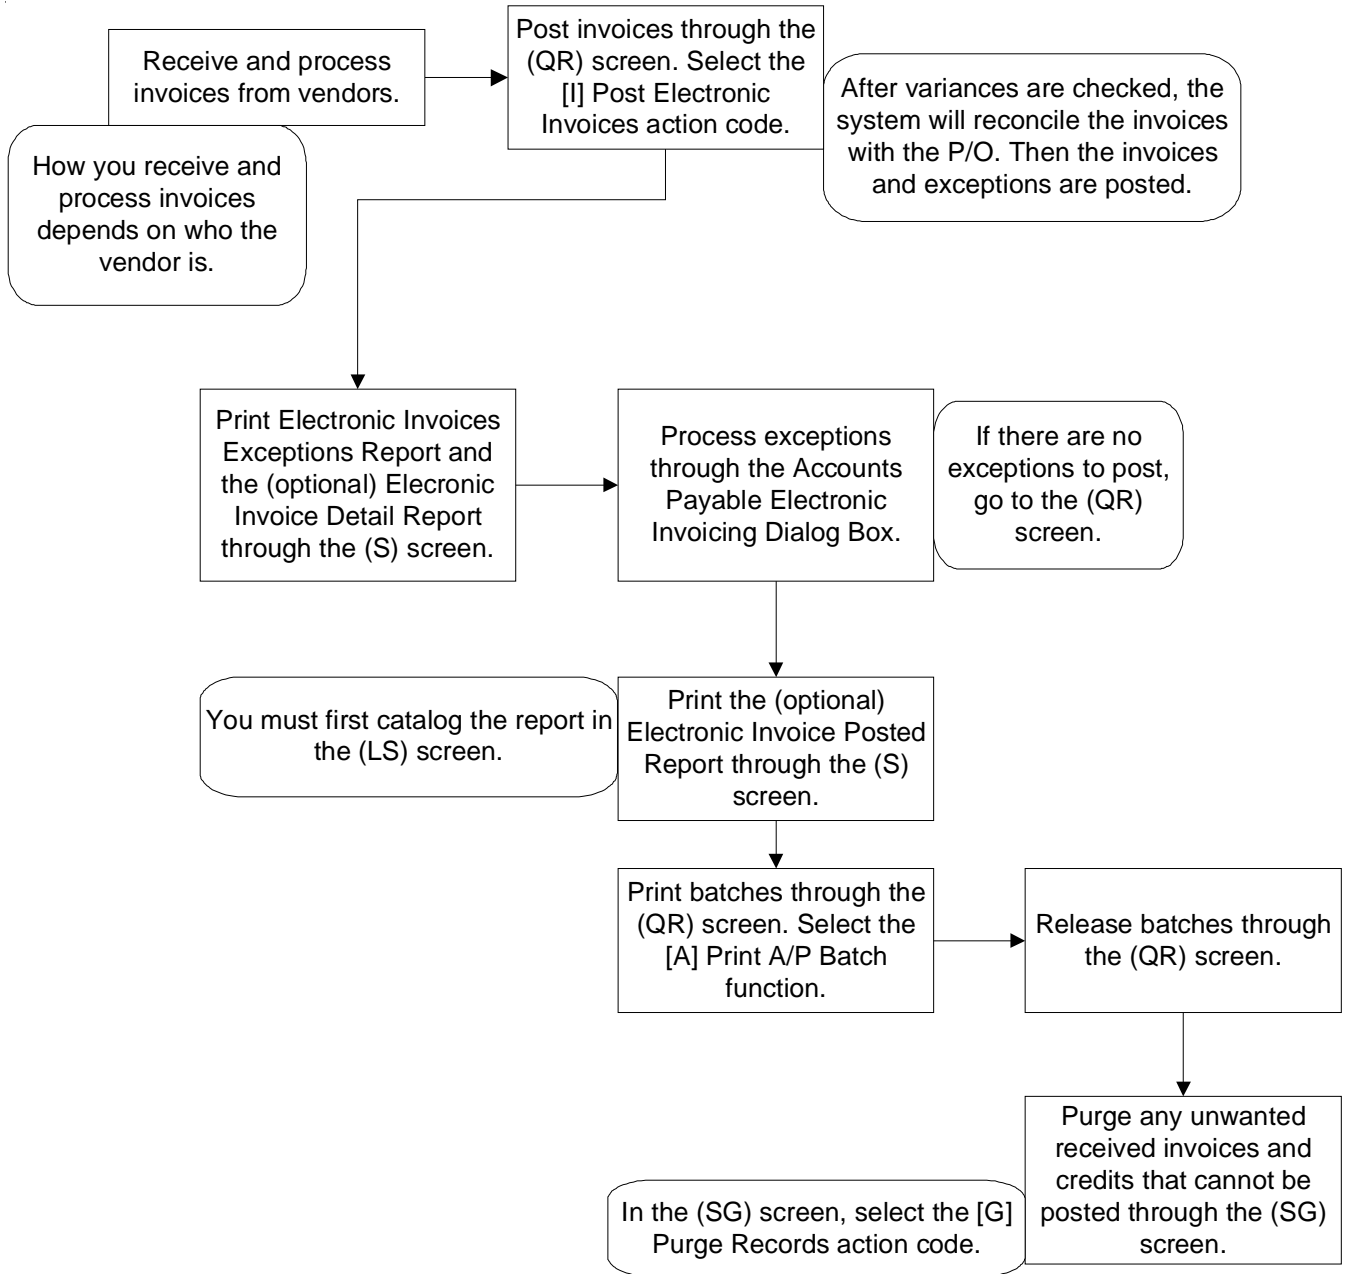 Receive and process
invoices from vendors.
Post invoices through the
(QR) screen. Select the
[I] Post Electronic
Invoices action code.
After variances are checked, the
system will reconcile the invoices
with the P/O. Then the invoices
and exceptions are posted.
How you receive and
process invoices
depends on who the
vendor is.
Print Electronic Invoices
Exceptions Report and
the (optional) Elecronic
Invoice Detail Report
through the (S) screen.
Process exceptions
through the Accounts
Payable Electronic
Invoicing Dialog Box.
If there are no
exceptions to post,
go to the (QR)
screen.
You must first catalog the report in
the (LS) screen.
Print the (optional)
Electronic Invoice Posted
Report through the (S)
screen.
Print batches through the
(QR) screen. Select the
[A] Print A/P Batch
function.
Release batches through
the (QR) screen.
Purge any unwanted
received invoices and
credits that cannot be
posted through the (SG)
screen.
In the (SG) screen, select the [G]
Purge Records action code.